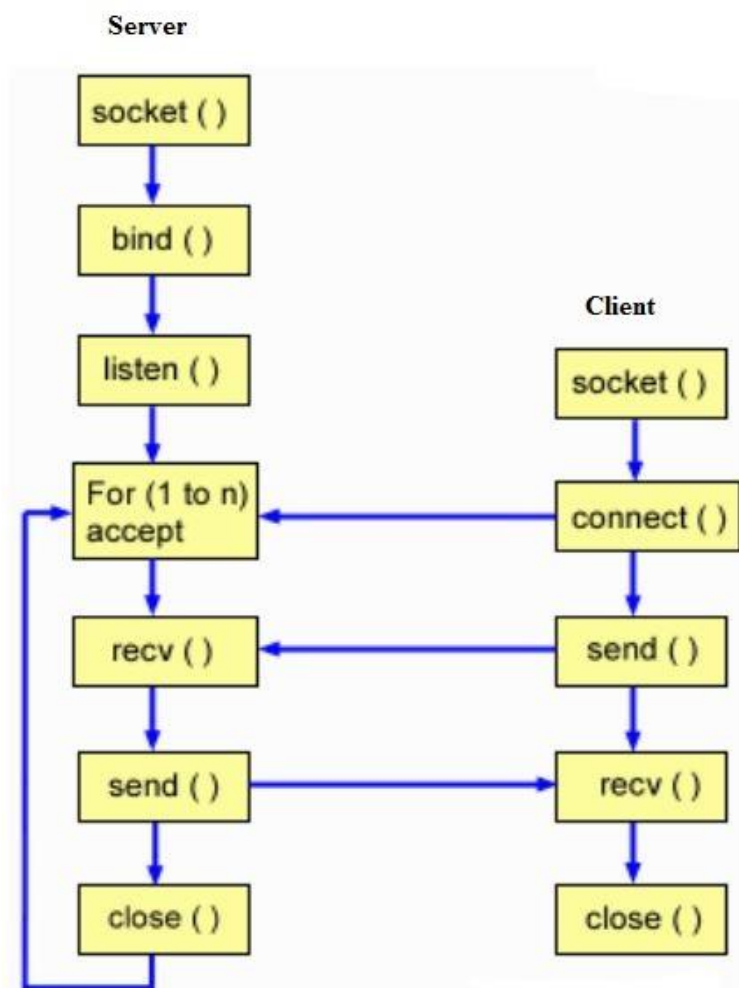 Server
socket ( )
bind ( )
listen ( )
For (1 to n)
accept
recv ( )
send ( )
close ( )
Client
socket ( )
connect ( )
send ( )
recv ( )
close ( )